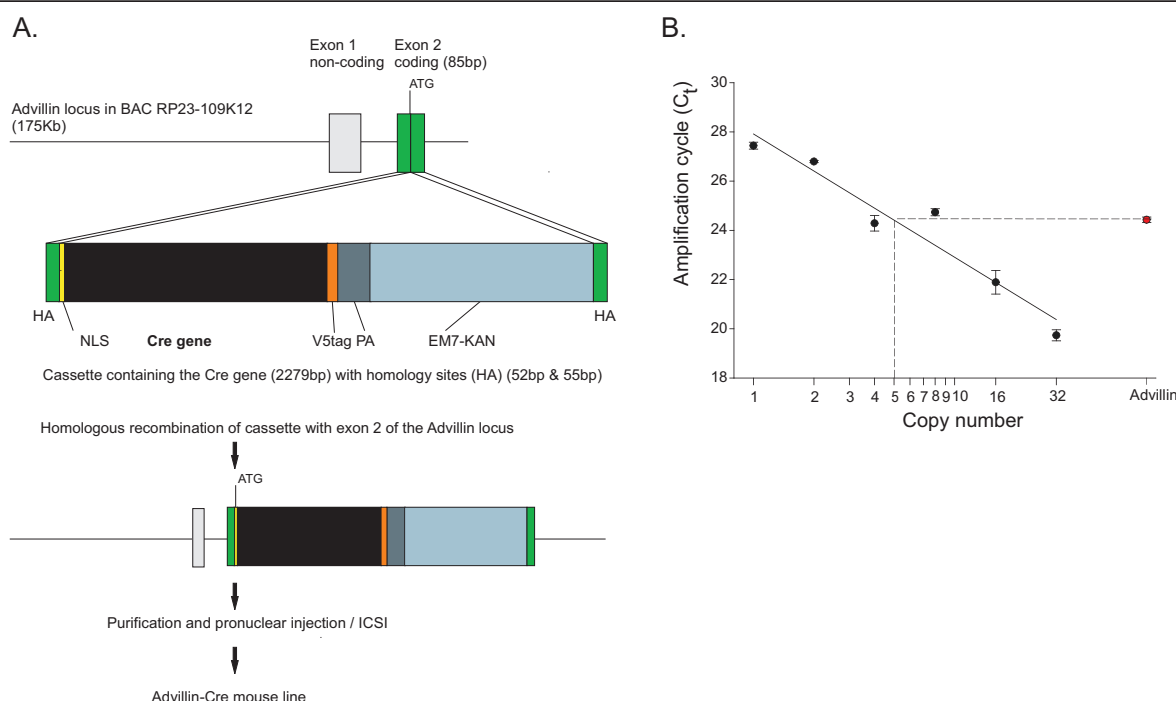 A.
Exon 1
non-coding
Exon 2
coding (85bp)
ATG
Advillin locus in BAC RP23-109K12
(175Kb)
HA
HA
NLS
Cre gene
V5tag PA
EM7-KAN
Cassette containing the Cre gene (2279bp) with homology sites (HA) (52bp & 55bp)
Homologous recombination of cassette with exon 2 of the Advillin locus
ATG
Purification and pronuclear injection / ICSI
Advillin-Cre mouse line
B.
Amplification cycle (Ct)
30
28
26
24
22
20
18
1 2 3 4 5 6 7 8 9 10 16 32 Advillin
Copy number